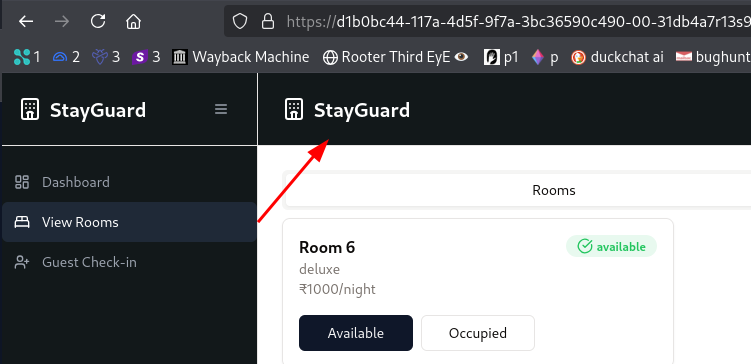 https://d1b0bc44-117a-4d5f-9f7a-3bc36590c490-00-31db4a7r13s9
1 2 3 3 Wayback Machine Rooter Third EyE p1 p duckchat ai bughunt
StayGuard
StayGuard
Dashboard
View Rooms
Guest Check-in
Rooms
Room 6 available
deluxe
₹1000/night
Available Occupied